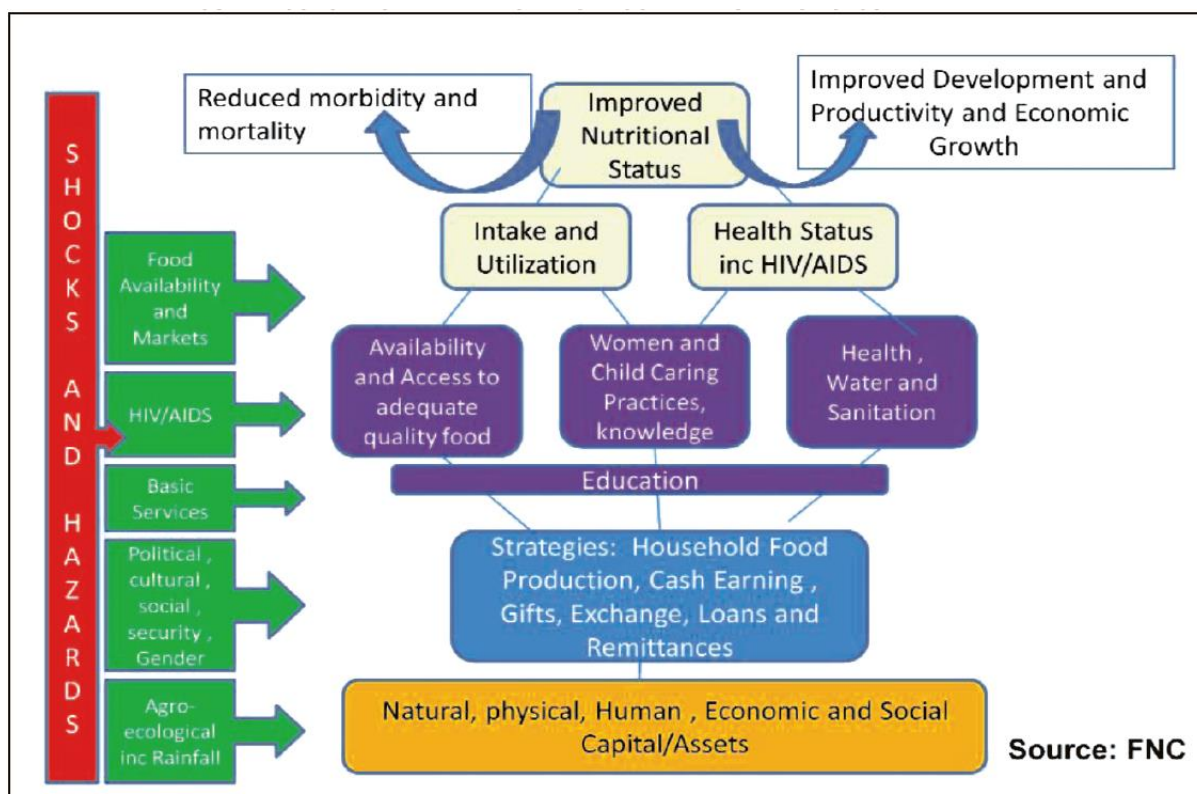 Reduced morbidity and
mortality
Improved
Nutritional
Status
Improved Development and
Productivity and Economic
Growth
SHOCKS AND HAZARDS
Intake and
Utilization
Health Status
inc HIV/AIDS
Food
Availability
and
Markets
Availability
and Access to
adequate
quality food
Women and
Child Caring
Practices,
knowledge
Health ,
Water and
Sanitation
HIV/AIDS
Education
Basic
Services
Strategies: Household Food
Production, Cash Earning ,
Gifts, Exchange, Loans and
Remittances
Political ,
cultural ,
social ,
security ,
Gender
Agro-
ecological
inc Rainfall
Natural, physical, Human , Economic and Social
Capital/Assets
Source: FNC